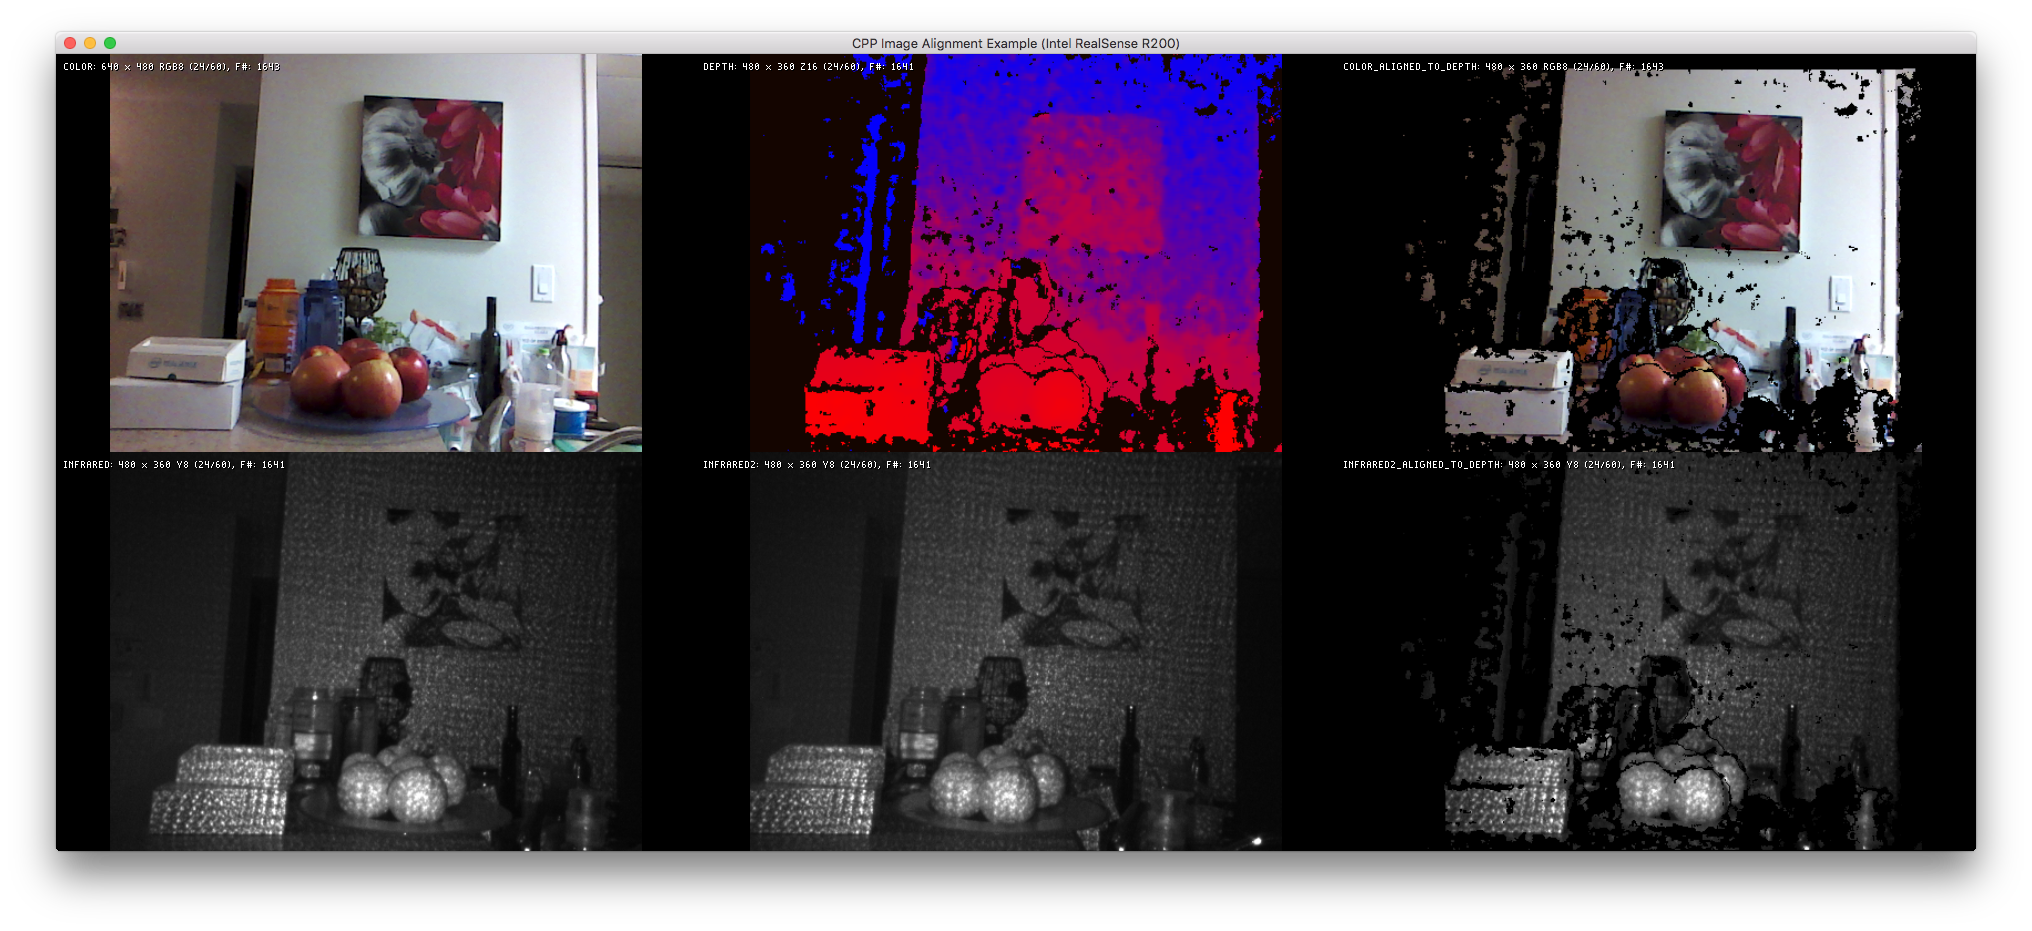 CPP Image Alignment Example (Intel RealSense R200)
COLOR: 640 x 480 RGB8 (24/60), F#: 1643
DEPTH: 480 x 360 Z16 (24/60), F#: 1641
COLOR_ALIGNED_TO_DEPTH: 480 x 360 RGB8 (24/60), F#: 1643
INFRARED: 480 x 360 Y8 (24/60), F#: 1641
INFRARED2: 480 x 360 Y8 (24/60), F#: 1641
INFRARED2_ALIGNED_TO_DEPTH: 480 x 360 Y8 (24/60), F#: 1641